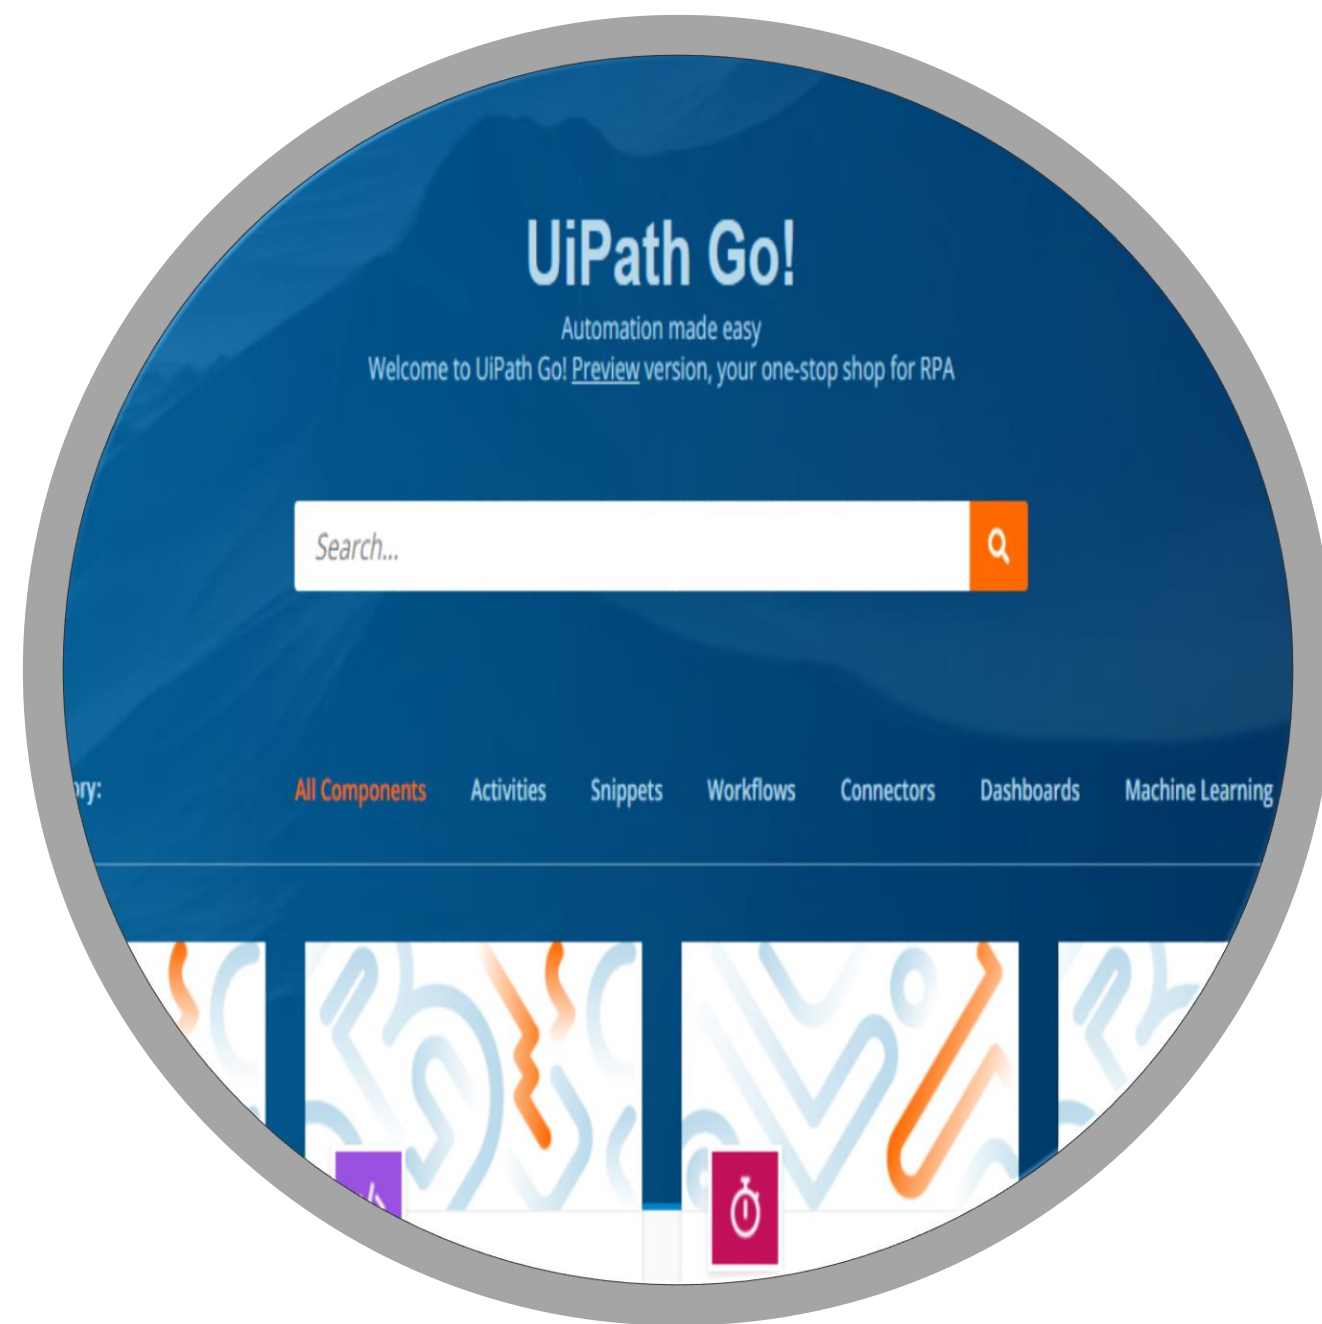 UiPath Go!
Automation made easy
Welcome to UiPath Go! Preview version, your one-stop shop for RPA
Search...
ory: All Components Activities Snippets Workflows Connectors Dashboards Machine Learning